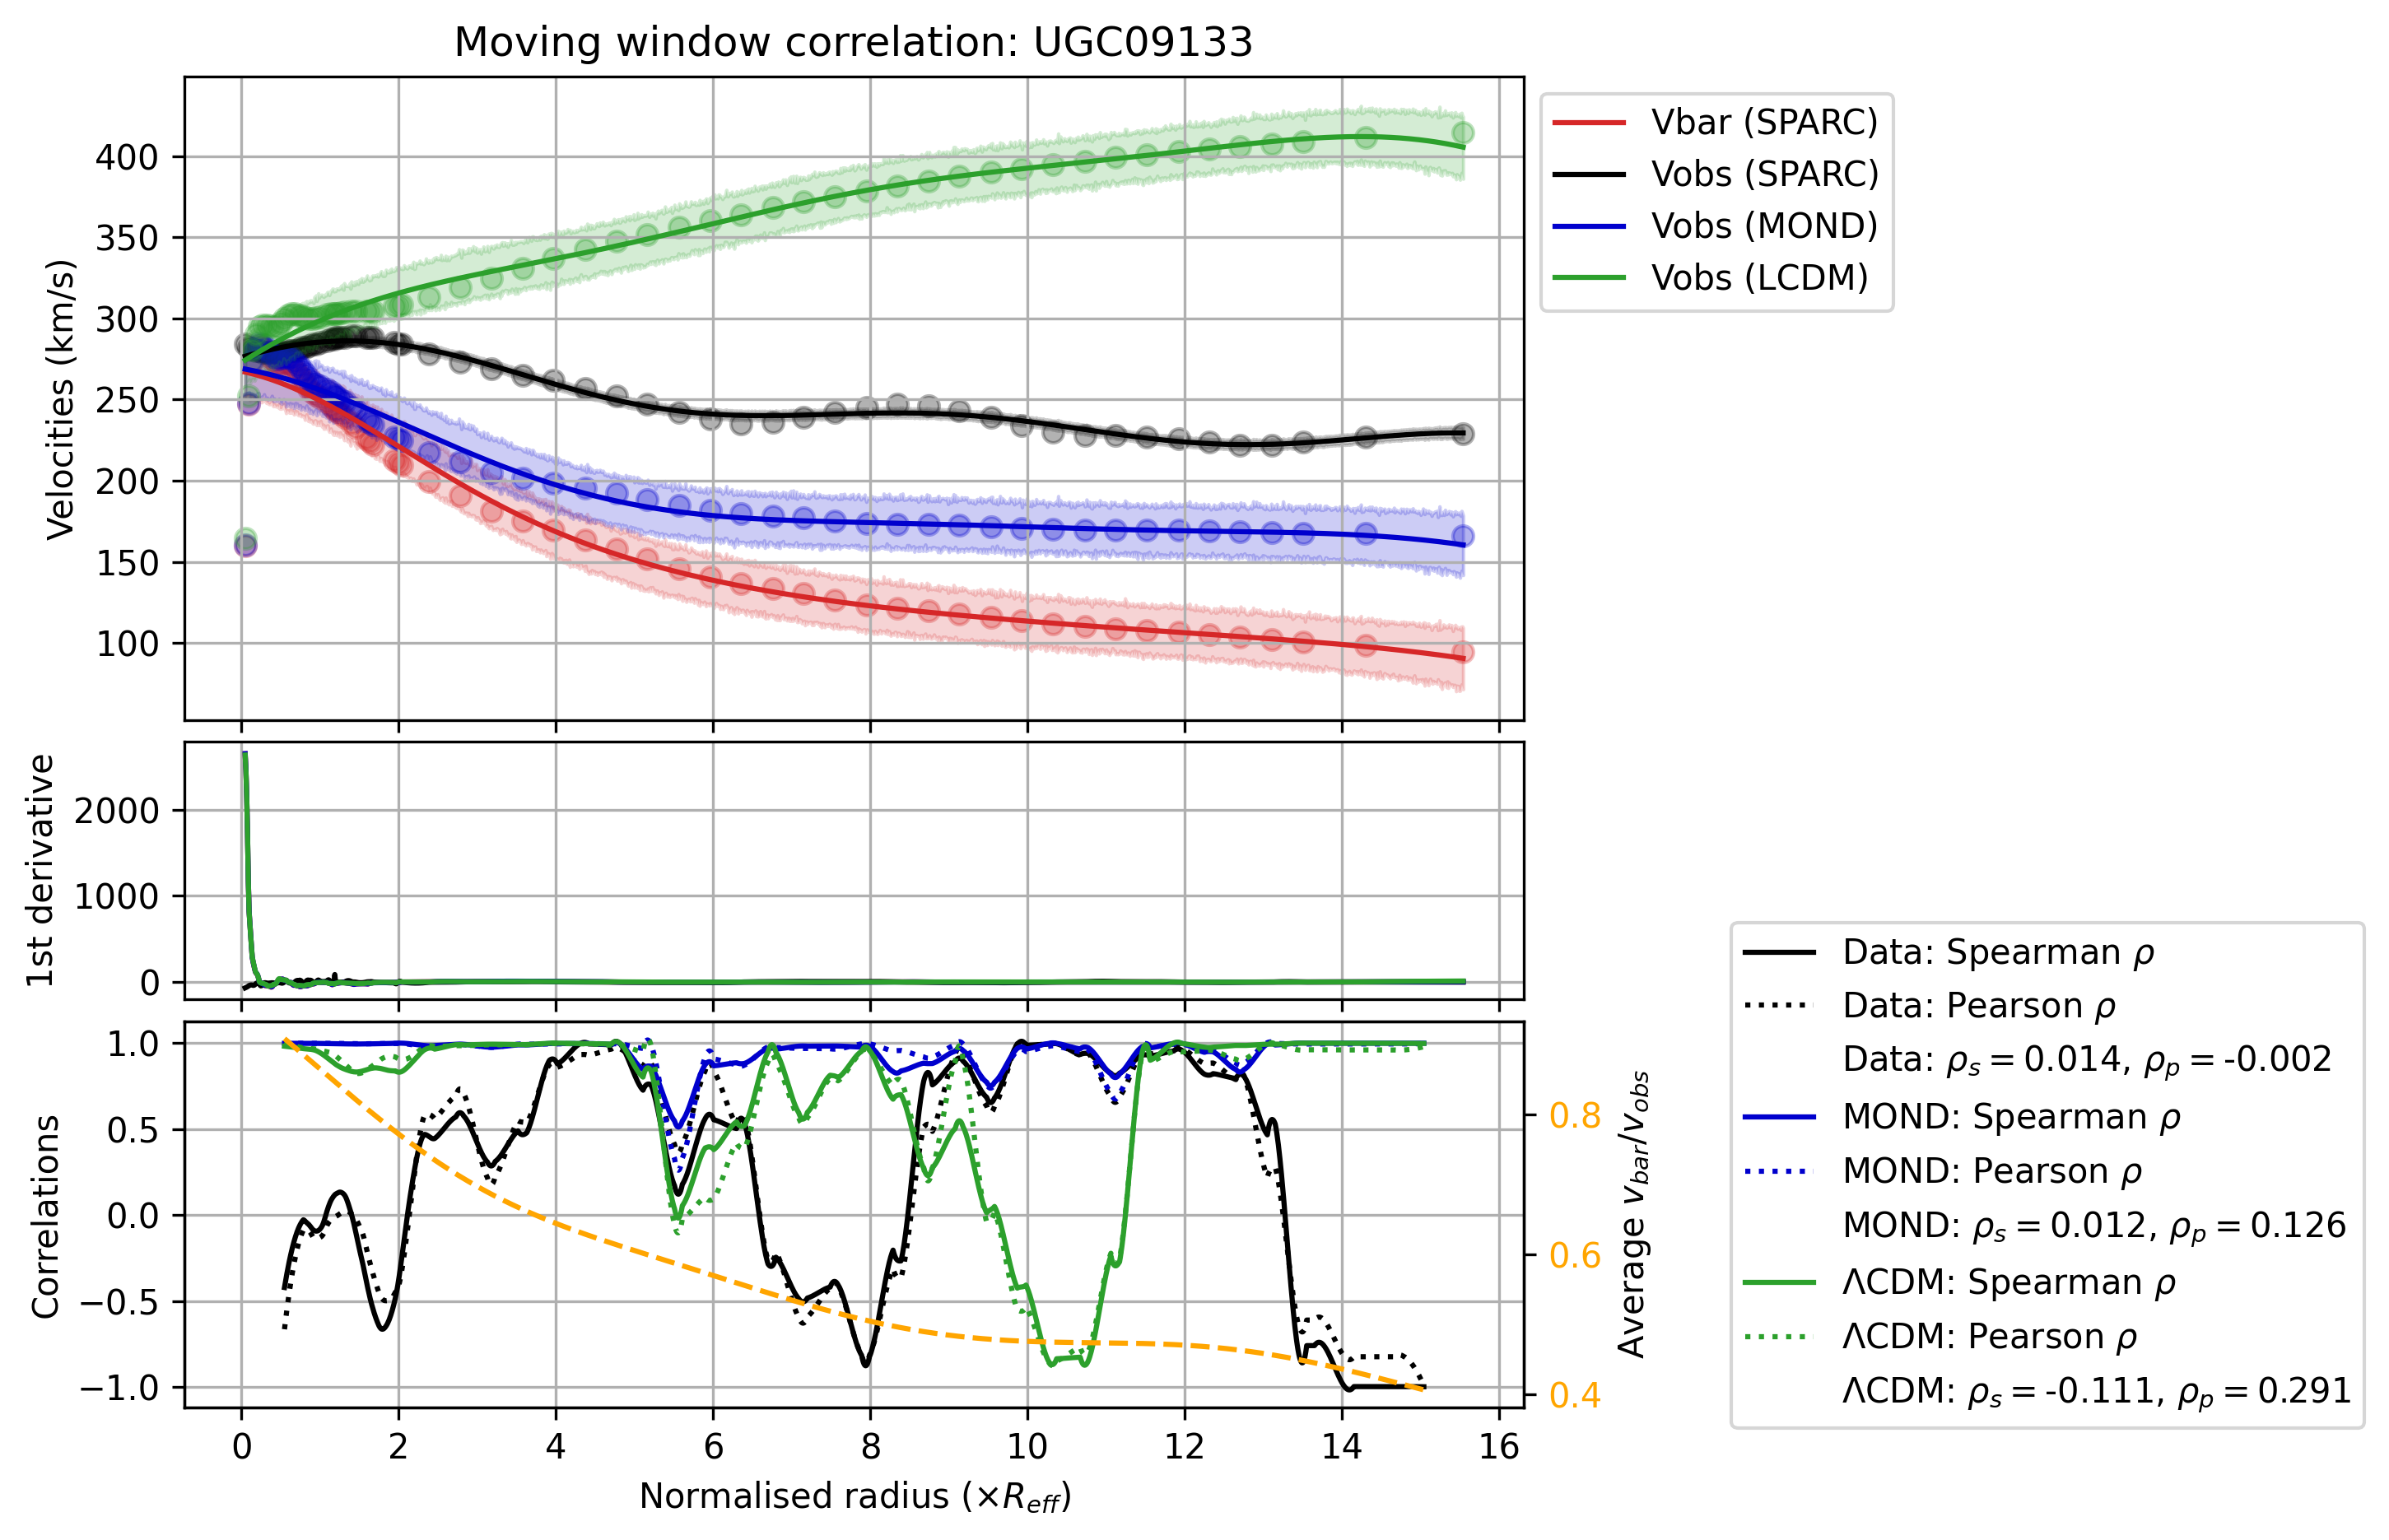 Moving window correlation: UGC09133
Velocities (km/s)
400
350
300
250
200
150
100
Vbar (SPARC)
Vobs (SPARC)
Vobs (MOND)
Vobs (LCDM)
1st derivative
2000
1000
0
Correlations
1.0
0.5
0.0
−0.5
−1.0
0.8
0.6
0.4
Average v_bar/v_obs
0 2 4 6 8 10 12 14 16
Normalised radius (×R_eff)
Data: Spearman ρ
Data: Pearson ρ
Data: ρ_s = 0.014, ρ_p = -0.002
MOND: Spearman ρ
MOND: Pearson ρ
MOND: ρ_s = 0.012, ρ_p = 0.126
ΛCDM: Spearman ρ
ΛCDM: Pearson ρ
ΛCDM: ρ_s = -0.111, ρ_p = 0.291